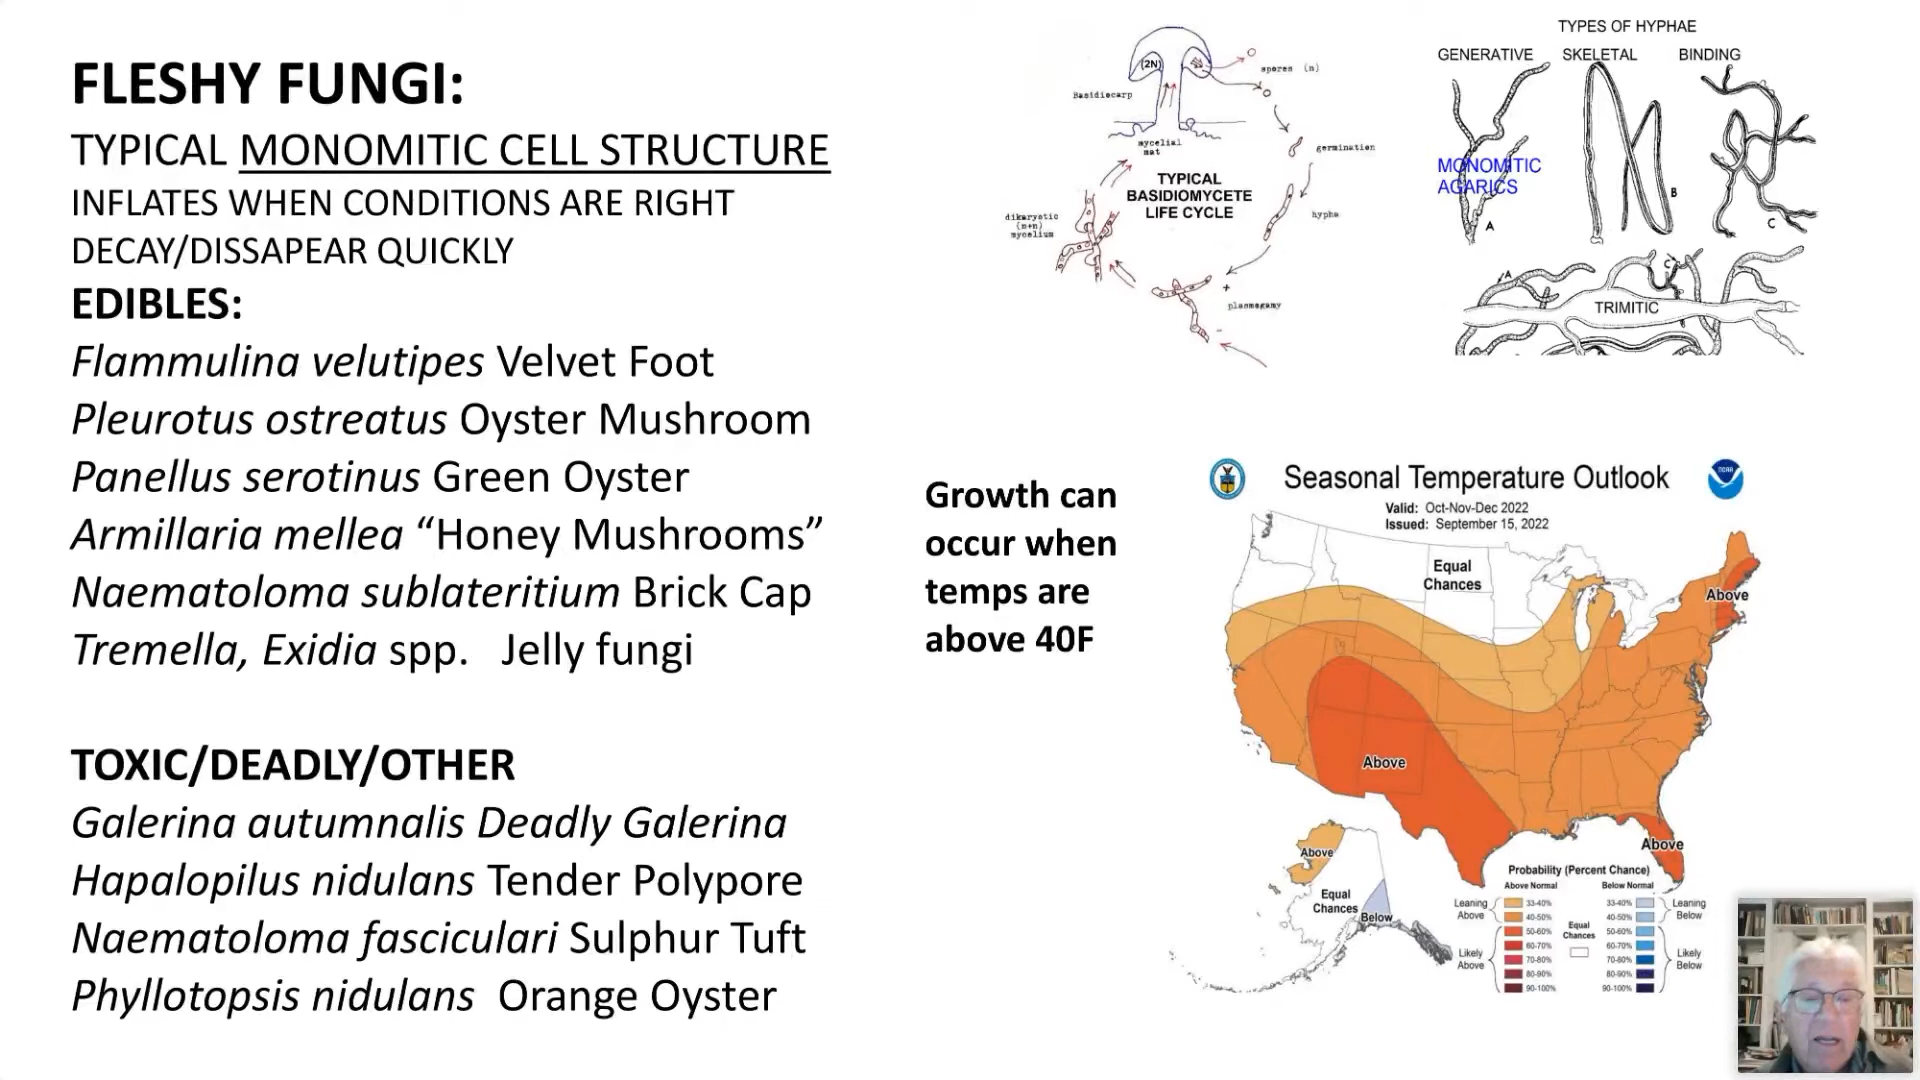 FLESHY FUNGI:
TYPICAL MONOMITIC CELL STRUCTURE
INFLATES WHEN CONDITIONS ARE RIGHT
DECAY/DISSAPEAR QUICKLY
EDIBLES:
Flammulina velutipes Velvet Foot
Pleurotus ostreatus Oyster Mushroom
Panellus serotinus Green Oyster
Armillaria mellea “Honey Mushrooms”
Naematoloma sublateritium Brick Cap
Tremella, Exidia spp. Jelly fungi
TOXIC/DEADLY/OTHER
Galerina autumnalis Deadly Galerina
Hapalopilus nidulans Tender Polypore
Naematoloma fasciculari Sulphur Tuft
Phyllotopsis nidulans Orange Oyster
(2N)
spores (n)
Basidiocarp
mycelial
mat
germination
TYPICAL
BASIDIOMYCETE
LIFE CYCLE
hypha
dikaryotic
(n+n)
mycelium
+
plasmogamy
-
TYPES OF HYPHAE
GENERATIVE
SKELETAL
BINDING
MONOMITIC
AGARICS
A
B
C
A
C
TRIMITIC
Growth can
occur when
temps are
above 40F
Seasonal Temperature Outlook
NOAA
Valid: Oct-Nov-Dec 2022
Issued: September 15, 2022
Equal
Chances
Above
Above
Above
Above
Equal
Chances
Below
Probability (Percent Chance)
Above Normal
Below Normal
Leaning
Above
Likely
Above
33-40%
40-50%
50-60%
60-70%
70-80%
80-90%
90-100%
Equal
Chances
33-40%
40-50%
50-60%
60-70%
70-80%
80-90%
90-100%
Leaning
Below
Likely
Below